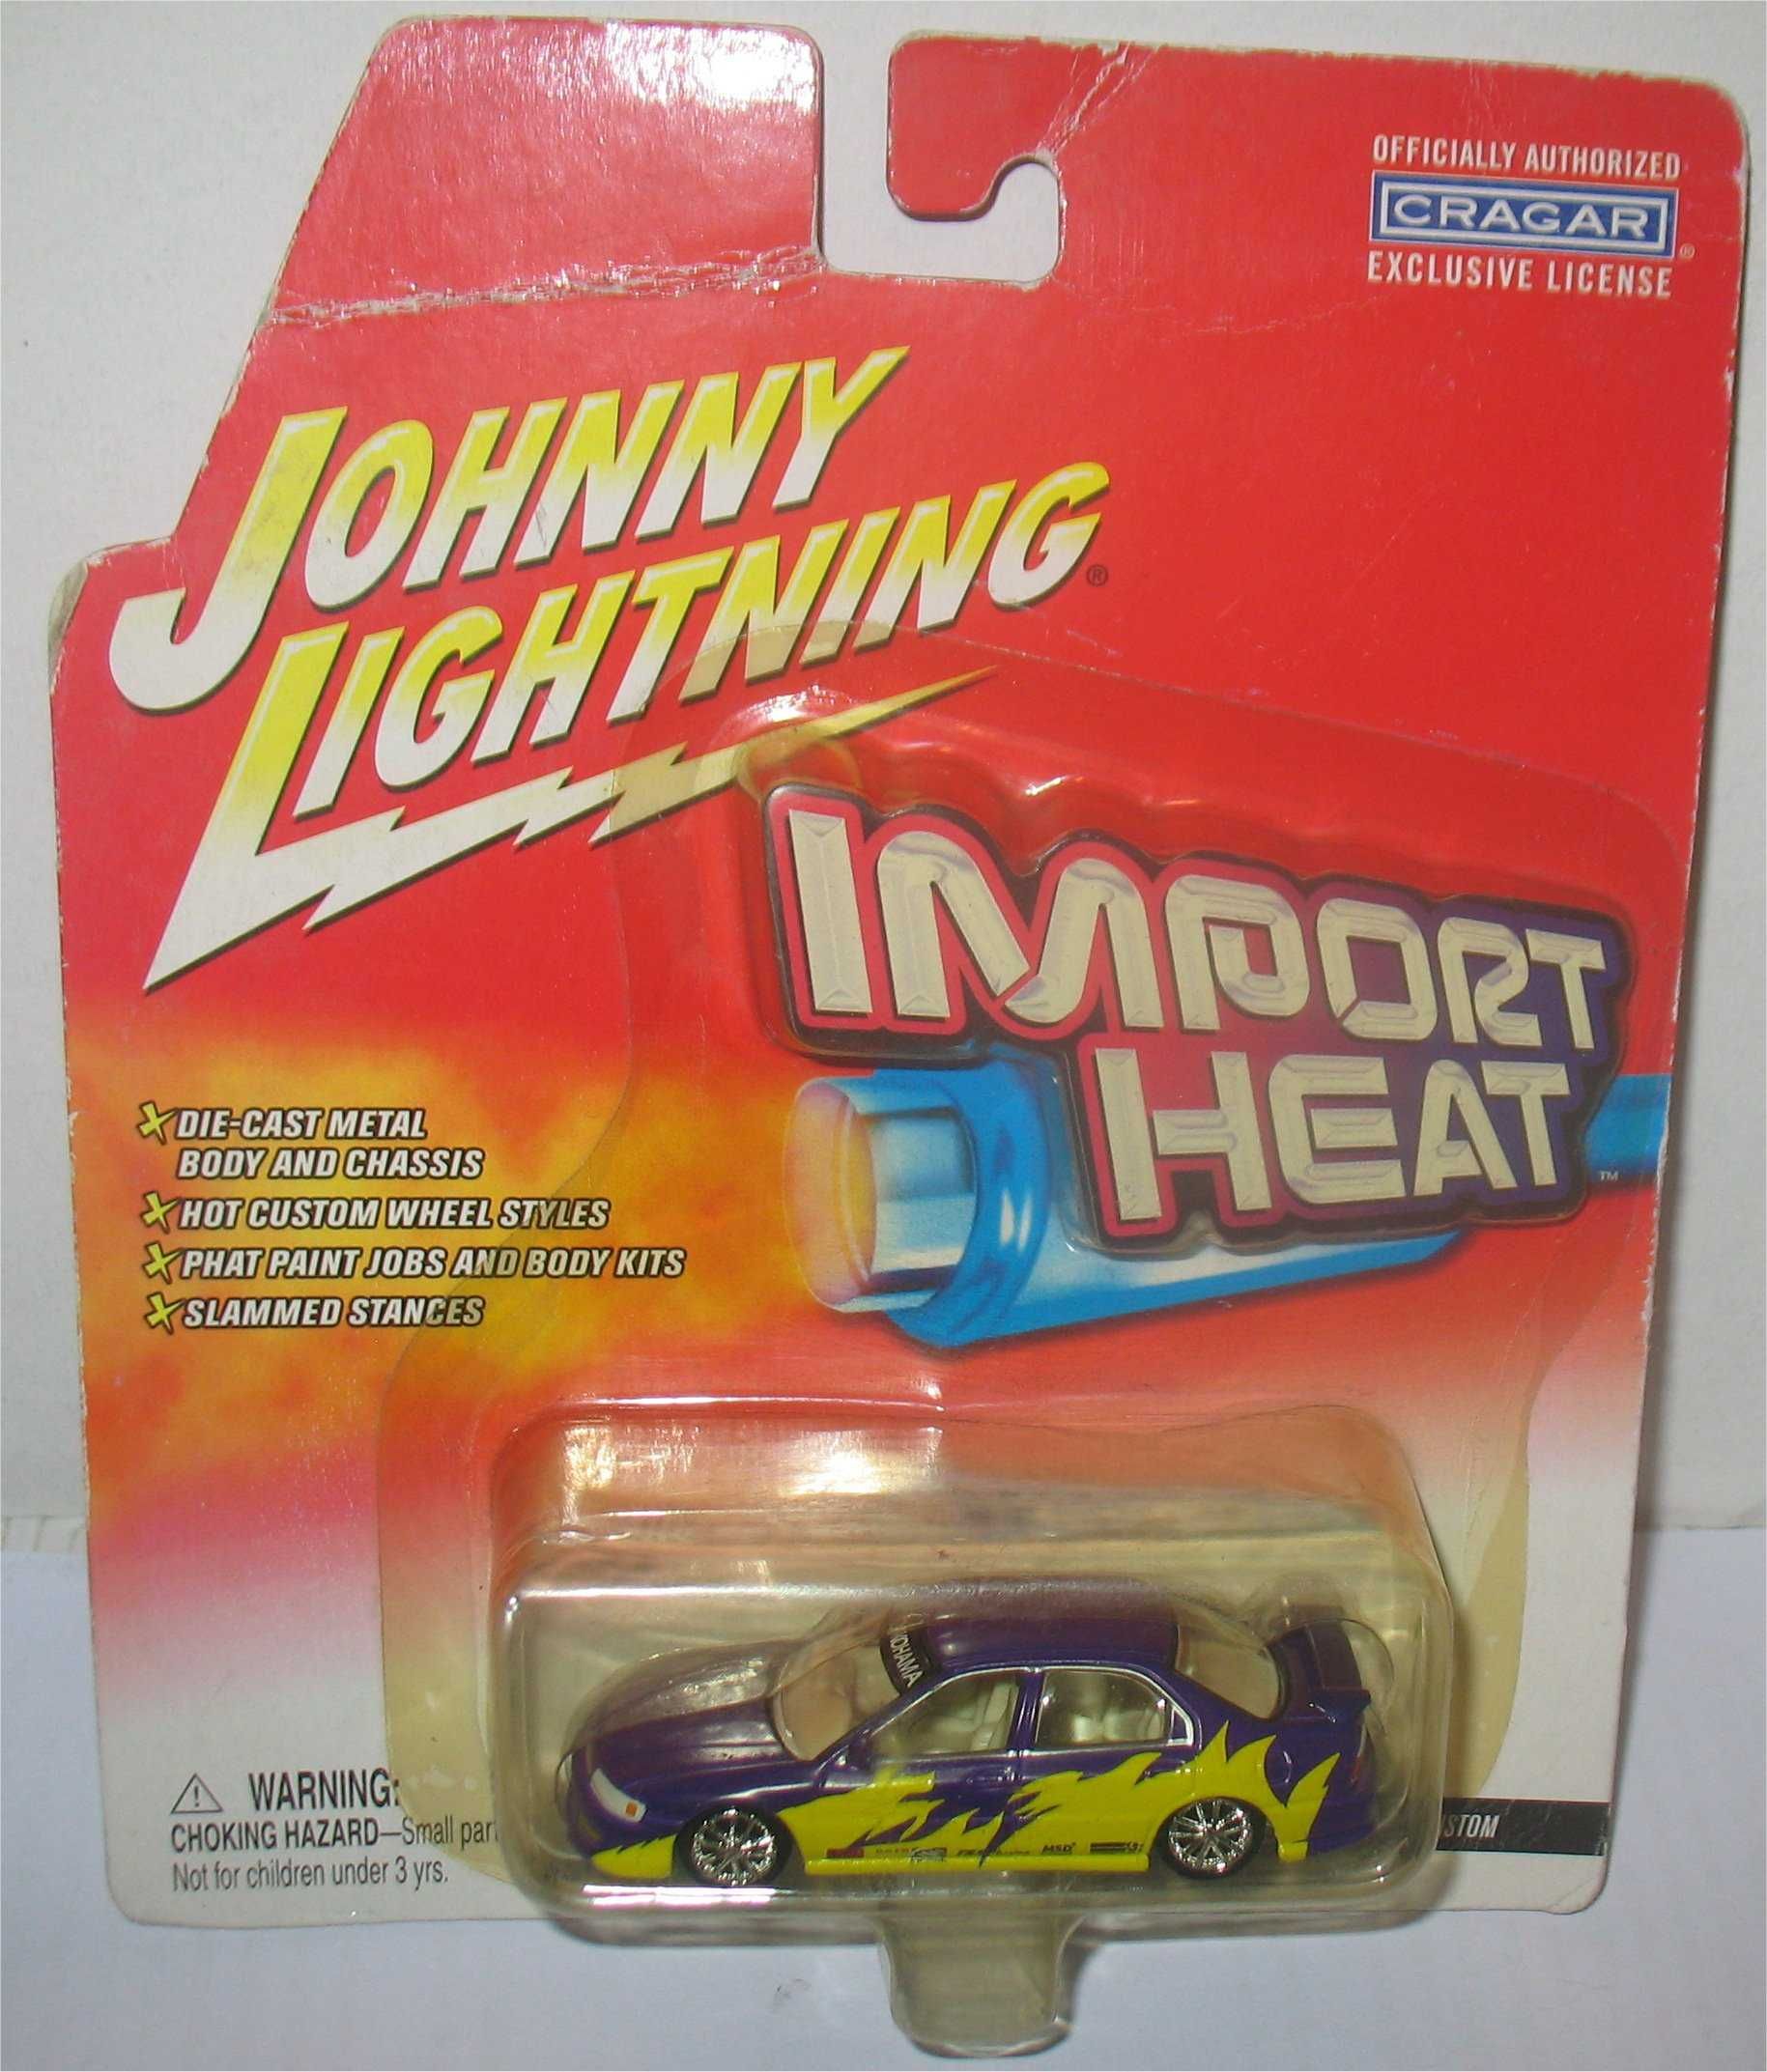 OFFICIALLY AUTHORIZED
CRAGAR®
EXCLUSIVE LICENSE
JOHNNY
LIGHTNING®
IMPORT
HEAT™
DIE-CAST METAL
BODY AND CHASSIS
HOT CUSTOM WHEEL STYLES
PHAT PAINT JOBS AND BODY KITS
SLAMMED STANCES
WARNING:
CHOKING HAZARD—Small par
Not for children under 3 yrs.
OKOHAMA
MSD
STOM